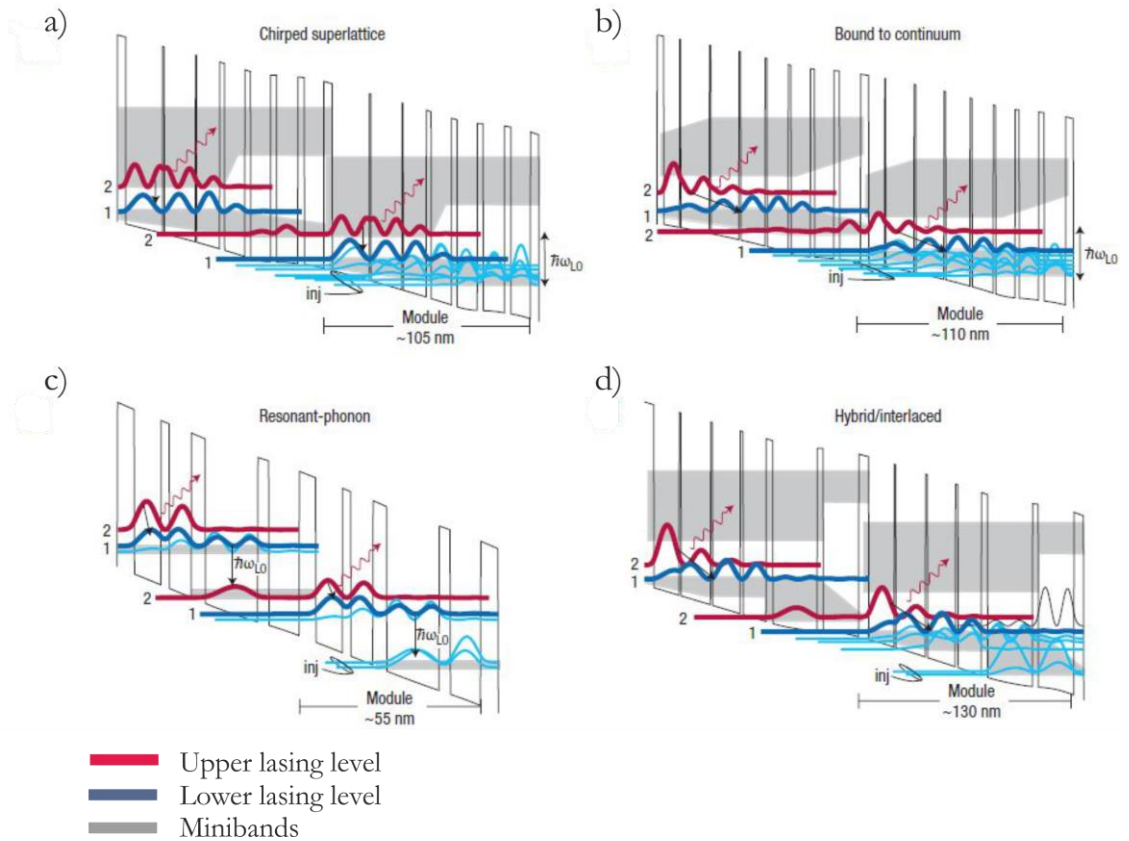 a)
Chirped superlattice
2
1
2
1
inj
ħωLO
Module
~105 nm
b)
Bound to continuum
2
1
2
1
inj
ħωLO
Module
~110 nm
c)
Resonant-phonon
2
1
ħωLO
2
1
ħωLO
inj
Module
~55 nm
d)
Hybrid/interlaced
2
1
2
1
inj
Module
~130 nm
Upper lasing level
Lower lasing level
Minibands